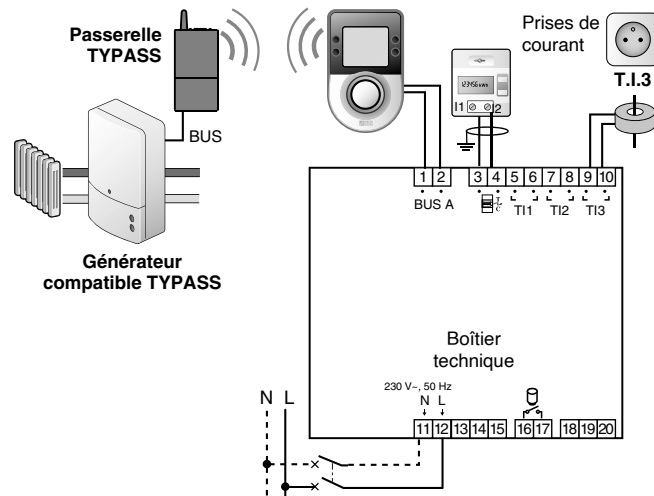 Passerelle
TYPASS
BUS
Générateur
compatible TYPASS
Prises de
courant
T.I.3
123456 kWh
I1 I2
1 2 3 4 5 6 7 8 9 10
BUS A
T
C
TI1 TI2 TI3
Boîtier
technique
230 V~, 50 Hz
N L
N L
11 12 13 14 15 16 17 18 19 20